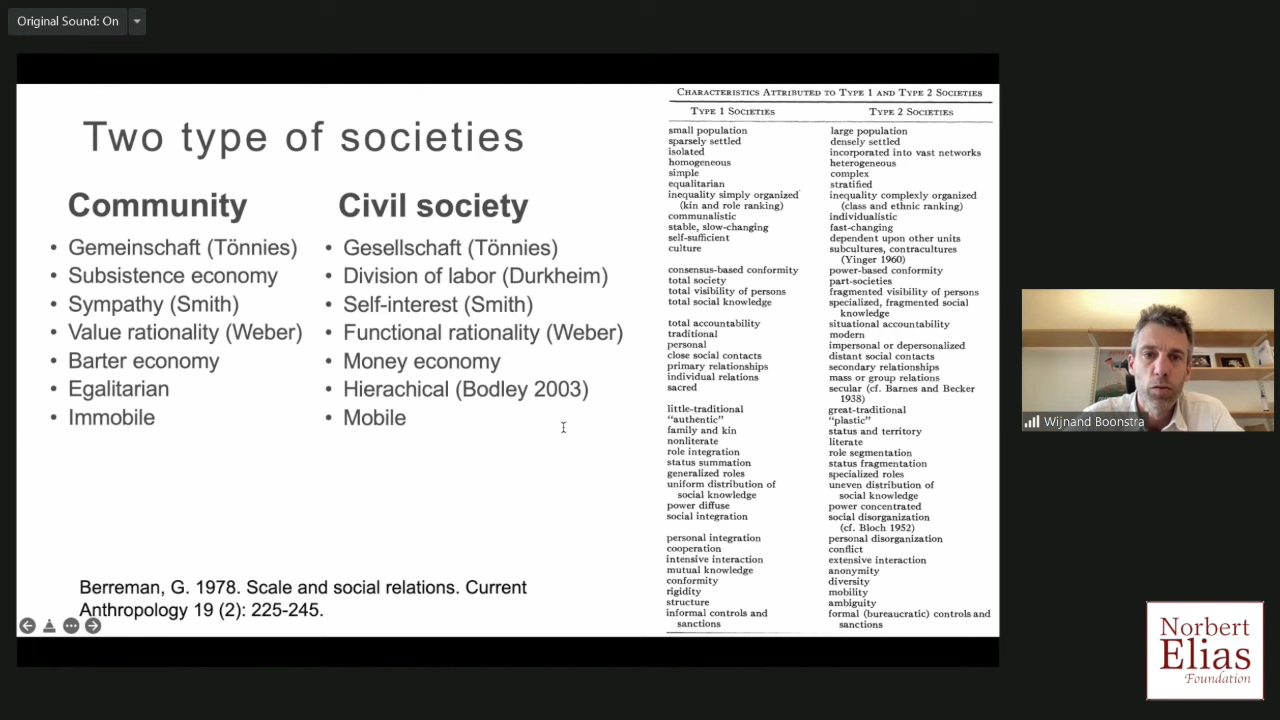 Original Sound: On
Two type of societies
Community
• Gemeinschaft (Tönnies)
• Subsistence economy
• Sympathy (Smith)
• Value rationality (Weber)
• Barter economy
• Egalitarian
• Immobile
Civil society
• Gesellschaft (Tönnies)
• Division of labor (Durkheim)
• Self-interest (Smith)
• Functional rationality (Weber)
• Money economy
• Hierachical (Bodley 2003)
• Mobile
Berreman, G. 1978. Scale and social relations. Current
Anthropology 19 (2): 225-245.
Characteristics Attributed to Type 1 and Type 2 Societies
Type 1 Societies
small population
sparsely settled
isolated
homogeneous
simple
equalitarian
inequality simply organized
(kin and role ranking)
communalistic
stable, slow-changing
self-sufficient
culture
consensus-based conformity
total society
total visibility of persons
total social knowledge
total accountability
traditional
personal
close social contacts
primary relationships
individual relations
sacred
little-traditional
"authentic"
family and kin
nonliterate
role integration
status summation
generalized roles
uniform distribution of
social knowledge
power diffuse
social integration
personal integration
cooperation
intensive interaction
mutual knowledge
conformity
rigidity
structure
informal controls and
sanctions
Type 2 Societies
large population
densely settled
incorporated into vast networks
heterogeneous
complex
stratified
inequality complexly organized
(class and ethnic ranking)
individualistic
fast-changing
dependent upon other units
subcultures, contracultures
(Yinger 1960)
power-based conformity
part-societies
fragmented visibility of persons
specialized, fragmented social
knowledge
situational accountability
modern
impersonal or depersonalized
distant social contacts
secondary relationships
mass or group relations
secular (cf. Barnes and Becker
1938)
great-traditional
"plastic"
status and territory
literate
role segmentation
status fragmentation
specialized roles
uneven distribution of
social knowledge
power concentrated
social disorganization
(cf. Bloch 1952)
personal disorganization
conflict
extensive interaction
anonymity
diversity
mobility
ambiguity
formal (bureaucratic) controls and
sanctions
Wijnand Boonstra
Norbert
Elias
Foundation